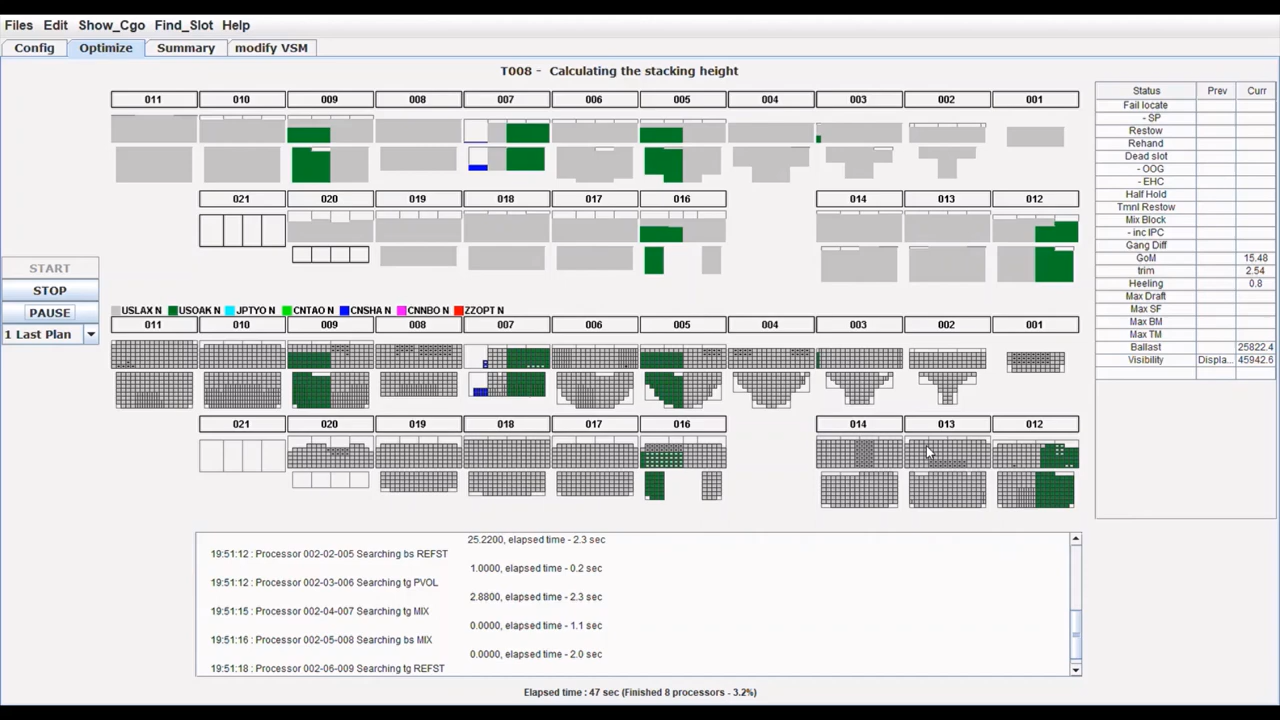 Files Edit Show_Cgo Find_Slot Help
Config Optimize Summary modify VSM
T008 - Calculating the stacking height
011 010 009 008 007 006 005 004 003 002 001
021 020 019 018 017 016 014 013 012
START
STOP
PAUSE
1 Last Plan
USLAX N USOAK N JPTYO N CNTAO N CNSHA N CNNBO N ZZOPT N
011 010 009 008 007 006 005 004 003 002 001
021 020 019 018 017 016 014 013 012
25.2200, elapsed time - 2.3 sec
19:51:12 : Processor 002-02-005 Searching bs REFST
1.0000, elapsed time - 0.2 sec
19:51:12 : Processor 002-03-006 Searching tg PVOL
2.8800, elapsed time - 2.3 sec
19:51:15 : Processor 002-04-007 Searching tg MIX
0.0000, elapsed time - 1.1 sec
19:51:16 : Processor 002-05-008 Searching bs MIX
0.0000, elapsed time - 2.0 sec
19:51:18 : Processor 002-06-009 Searching tg REFST
Elapsed time : 47 sec (Finished 8 processors - 3.2%)
Status Prev Curr
Fail locate
- SP
Restow
Rehand
Dead slot
- OOG
- EHC
Half Hold
Tmnl Restow
Mix Block
- inc IPC
Gang Diff
GoM 15.48
trim 2.54
Heeling 0.8
Max Draft
Max SF
Max BM
Max TM
Ballast 25822.4
Visibility Displa... 45942.6